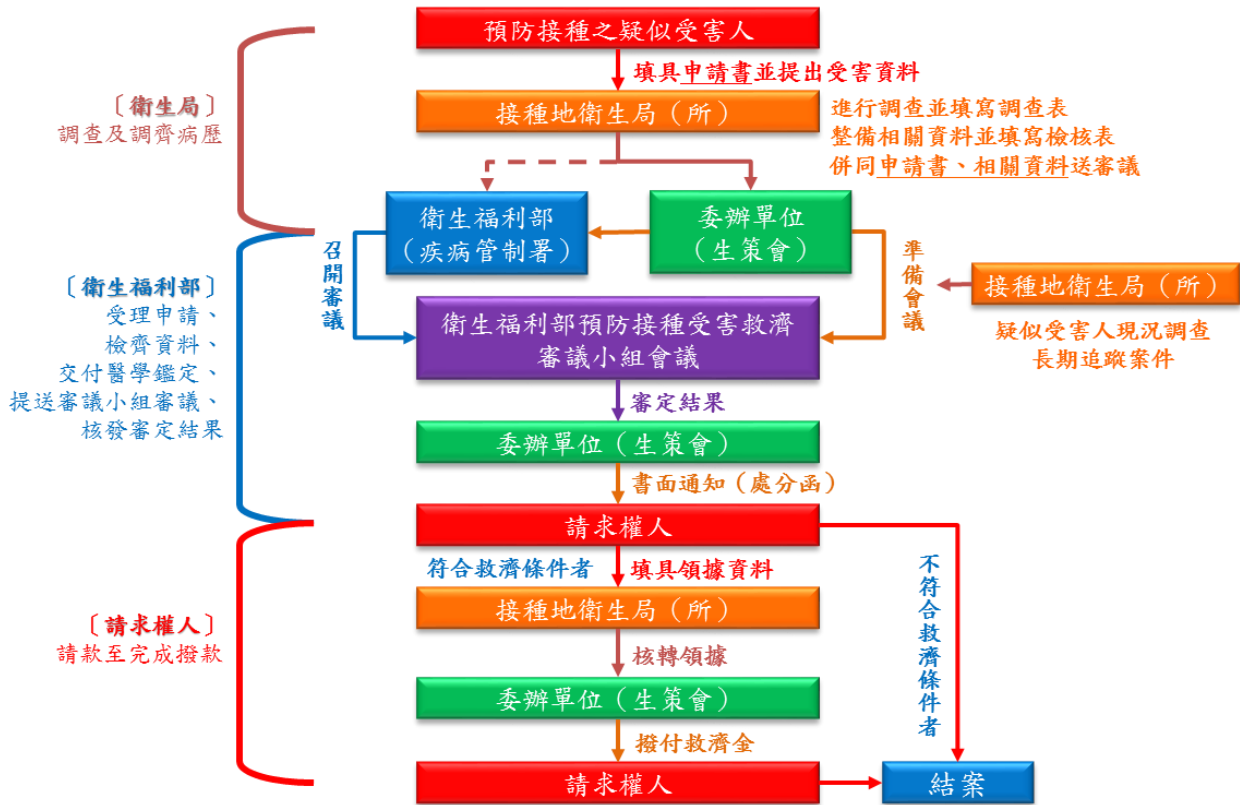 預防接種之疑似受害人
填具申請書並提出受害資料
〔衛生局〕
調查及調齊病歷
接種地衛生局（所）
進行調查並填寫調查表
整備相關資料並填寫檢核表
併同申請書、相關資料送審議
衛生福利部
（疾病管制署）
委辦單位
（生策會）
召開審議
準備會議
接種地衛生局（所）
疑似受害人現況調查
長期追蹤案件
〔衛生福利部〕
受理申請、
檢齊資料、
交付醫學鑑定、
提送審議小組審議、
核發審定結果
衛生福利部預防接種受害救濟
審議小組會議
審定結果
委辦單位（生策會）
書面通知（處分函）
請求權人
符合救濟條件者
填具領據資料
不符合救濟條件者
接種地衛生局（所）
〔請求權人〕
請款至完成撥款
核轉領據
委辦單位（生策會）
撥付救濟金
請求權人
結案